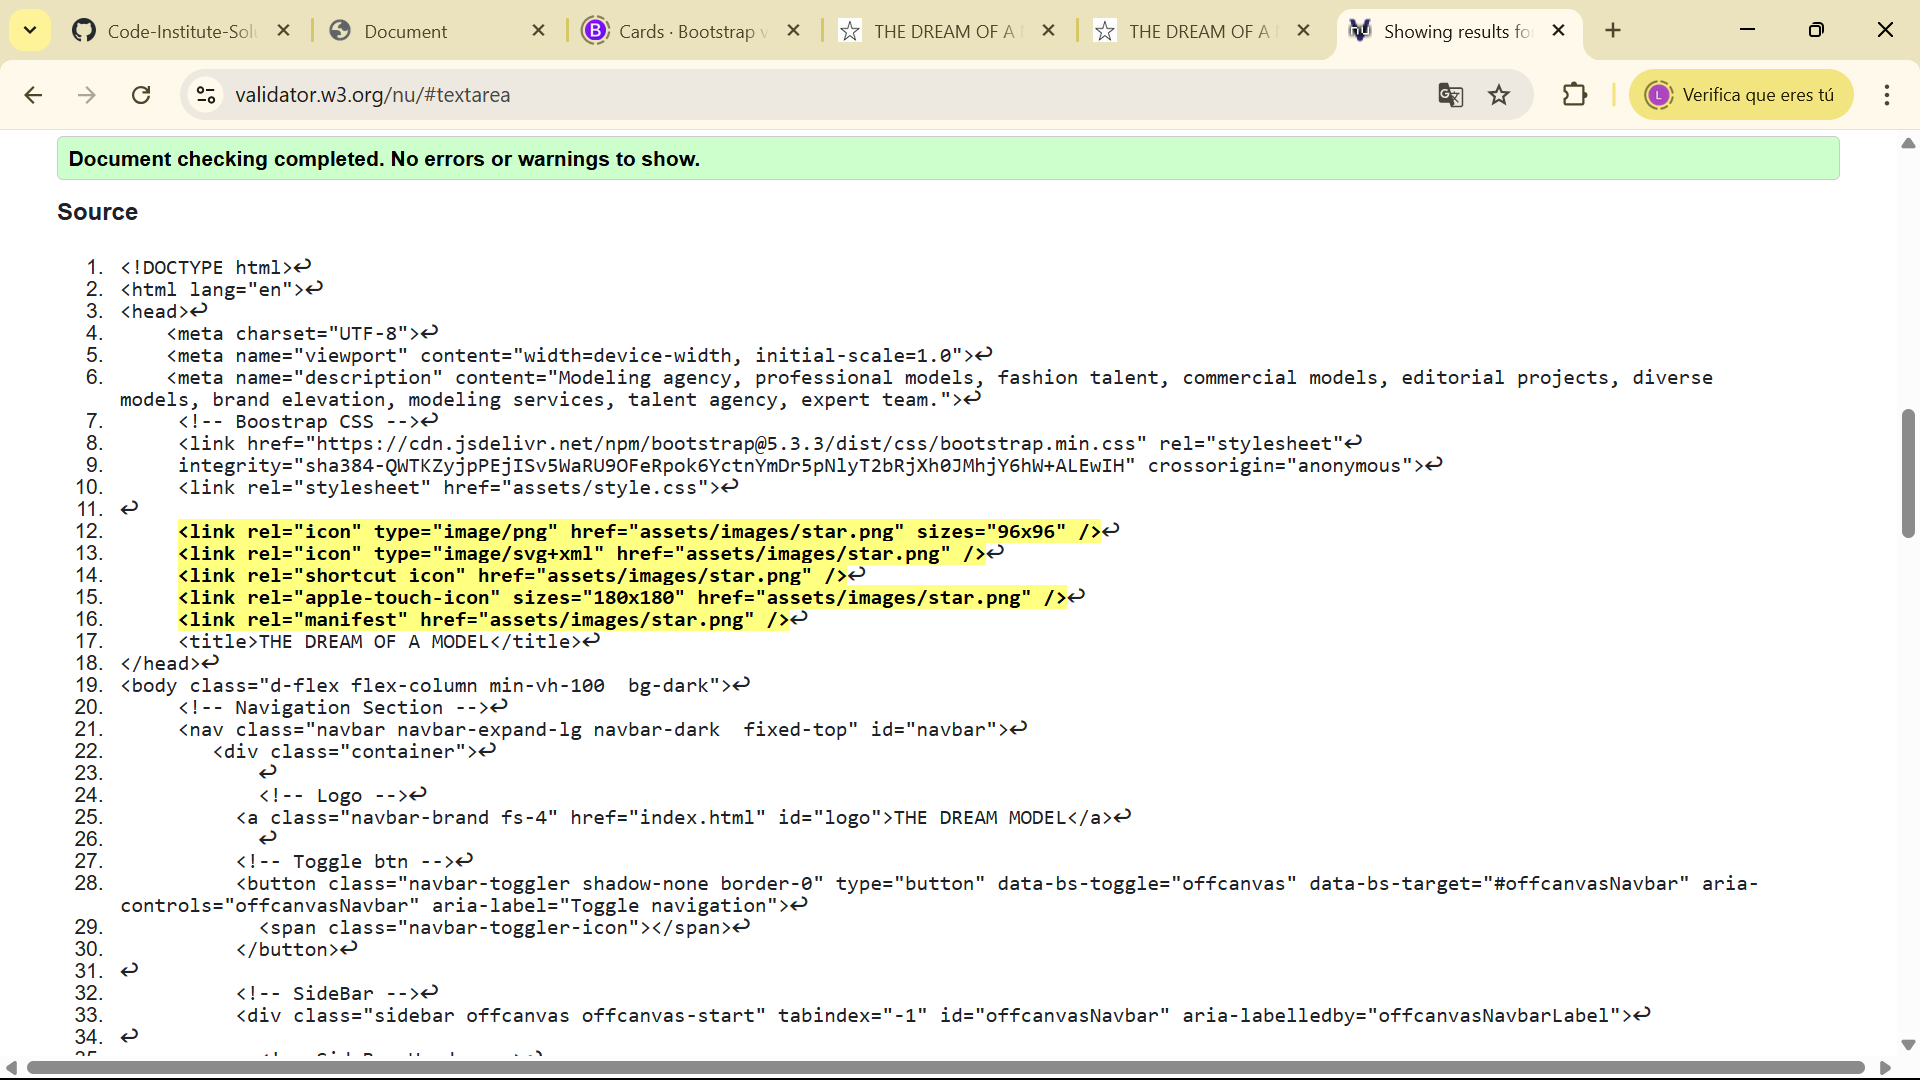 Code-Institute-Sol
Document
Cards · Bootstrap v
THE DREAM OF A
THE DREAM OF A
Showing results fo
validator.w3.org/nu/#textarea
Verifica que eres tú
Document checking completed. No errors or warnings to show.
Source
1. <!DOCTYPE html>↩
2. <html lang="en">↩
3. <head>↩
4. <meta charset="UTF-8">↩
5. <meta name="viewport" content="width=device-width, initial-scale=1.0">↩
6. <meta name="description" content="Modeling agency, professional models, fashion talent, commercial models, editorial projects, diverse
models, brand elevation, modeling services, talent agency, expert team.">↩
7. <!-- Boostrap CSS -->↩
8. <link href="https://cdn.jsdelivr.net/npm/bootstrap@5.3.3/dist/css/bootstrap.min.css" rel="stylesheet"↩
9. integrity="sha384-QWTKZyjpPEjISv5WaRU9OFeRpok6YctnYmDr5pNlyT2bRjXh0JMhjY6hW+ALEwIH" crossorigin="anonymous">↩
10. <link rel="stylesheet" href="assets/style.css">↩
11. ↩
12. <link rel="icon" type="image/png" href="assets/images/star.png" sizes="96x96" />↩
13. <link rel="icon" type="image/svg+xml" href="assets/images/star.png" />↩
14. <link rel="shortcut icon" href="assets/images/star.png" />↩
15. <link rel="apple-touch-icon" sizes="180x180" href="assets/images/star.png" />↩
16. <link rel="manifest" href="assets/images/star.png" />↩
17. <title>THE DREAM OF A MODEL</title>↩
18. </head>↩
19. <body class="d-flex flex-column min-vh-100  bg-dark">↩
20. <!-- Navigation Section -->↩
21. <nav class="navbar navbar-expand-lg navbar-dark  fixed-top" id="navbar">↩
22. <div class="container">↩
23. ↩
24. <!-- Logo -->↩
25. <a class="navbar-brand fs-4" href="index.html" id="logo">THE DREAM MODEL</a>↩
26. ↩
27. <!-- Toggle btn -->↩
28. <button class="navbar-toggler shadow-none border-0" type="button" data-bs-toggle="offcanvas" data-bs-target="#offcanvasNavbar" aria-
controls="offcanvasNavbar" aria-label="Toggle navigation">↩
29. <span class="navbar-toggler-icon"></span>↩
30. </button>↩
31. ↩
32. <!-- SideBar -->↩
33. <div class="sidebar offcanvas offcanvas-start" tabindex="-1" id="offcanvasNavbar" aria-labelledby="offcanvasNavbarLabel">↩
34. ↩